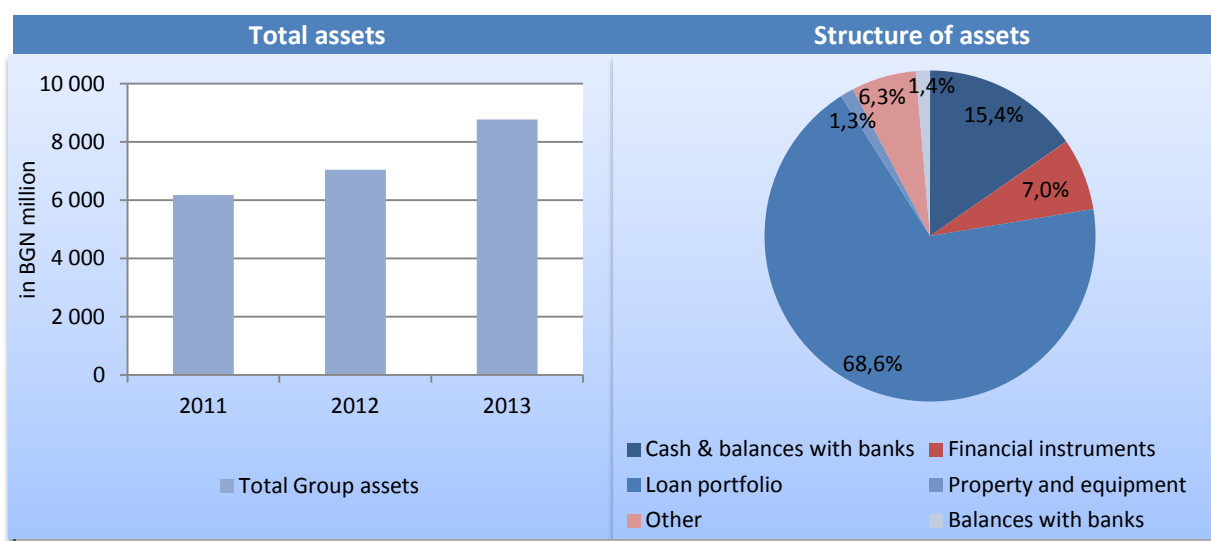 Total assets
Structure of assets
10 000
8 000
6 000
4 000
2 000
0
in BGN million
2011 2012 2013
Total Group assets
1,4%
6,3%
15,4%
1,3%
7,0%
68,6%
Cash & balances with banks
Financial instruments
Loan portfolio
Property and equipment
Other
Balances with banks